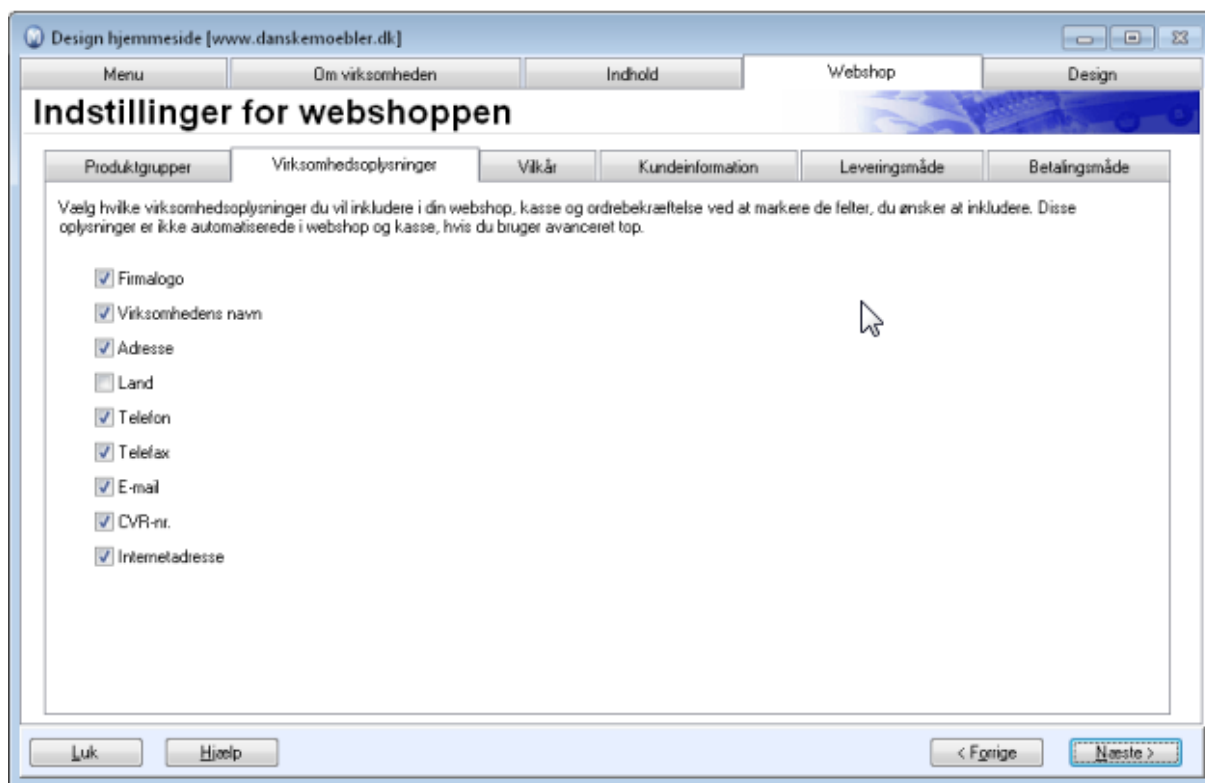 Design hjemmeside [www.danskemoebler.dk]
Menu Om virksomheden Indhold Webshop Design
Indstillinger for webshoppen
Produktgrupper Virksomhedsoplysninger Vilkår Kundeinformation Leveringsmåde Betalingsmåde
Vælg hvilke virksomhedsoplysninger du vil inkludere i din webshop, kasse og ordrebekræftelse ved at markere de felter, du ønsker at inkludere. Disse
oplysninger er ikke automatiserede i webshop og kasse, hvis du bruger avanceret top.
Firmalogo
Virksomhedens navn
Adresse
Land
Telefon
Telefax
E-mail
CVR-nr.
Internetadresse
Luk Hjælp < Forrige Næste >